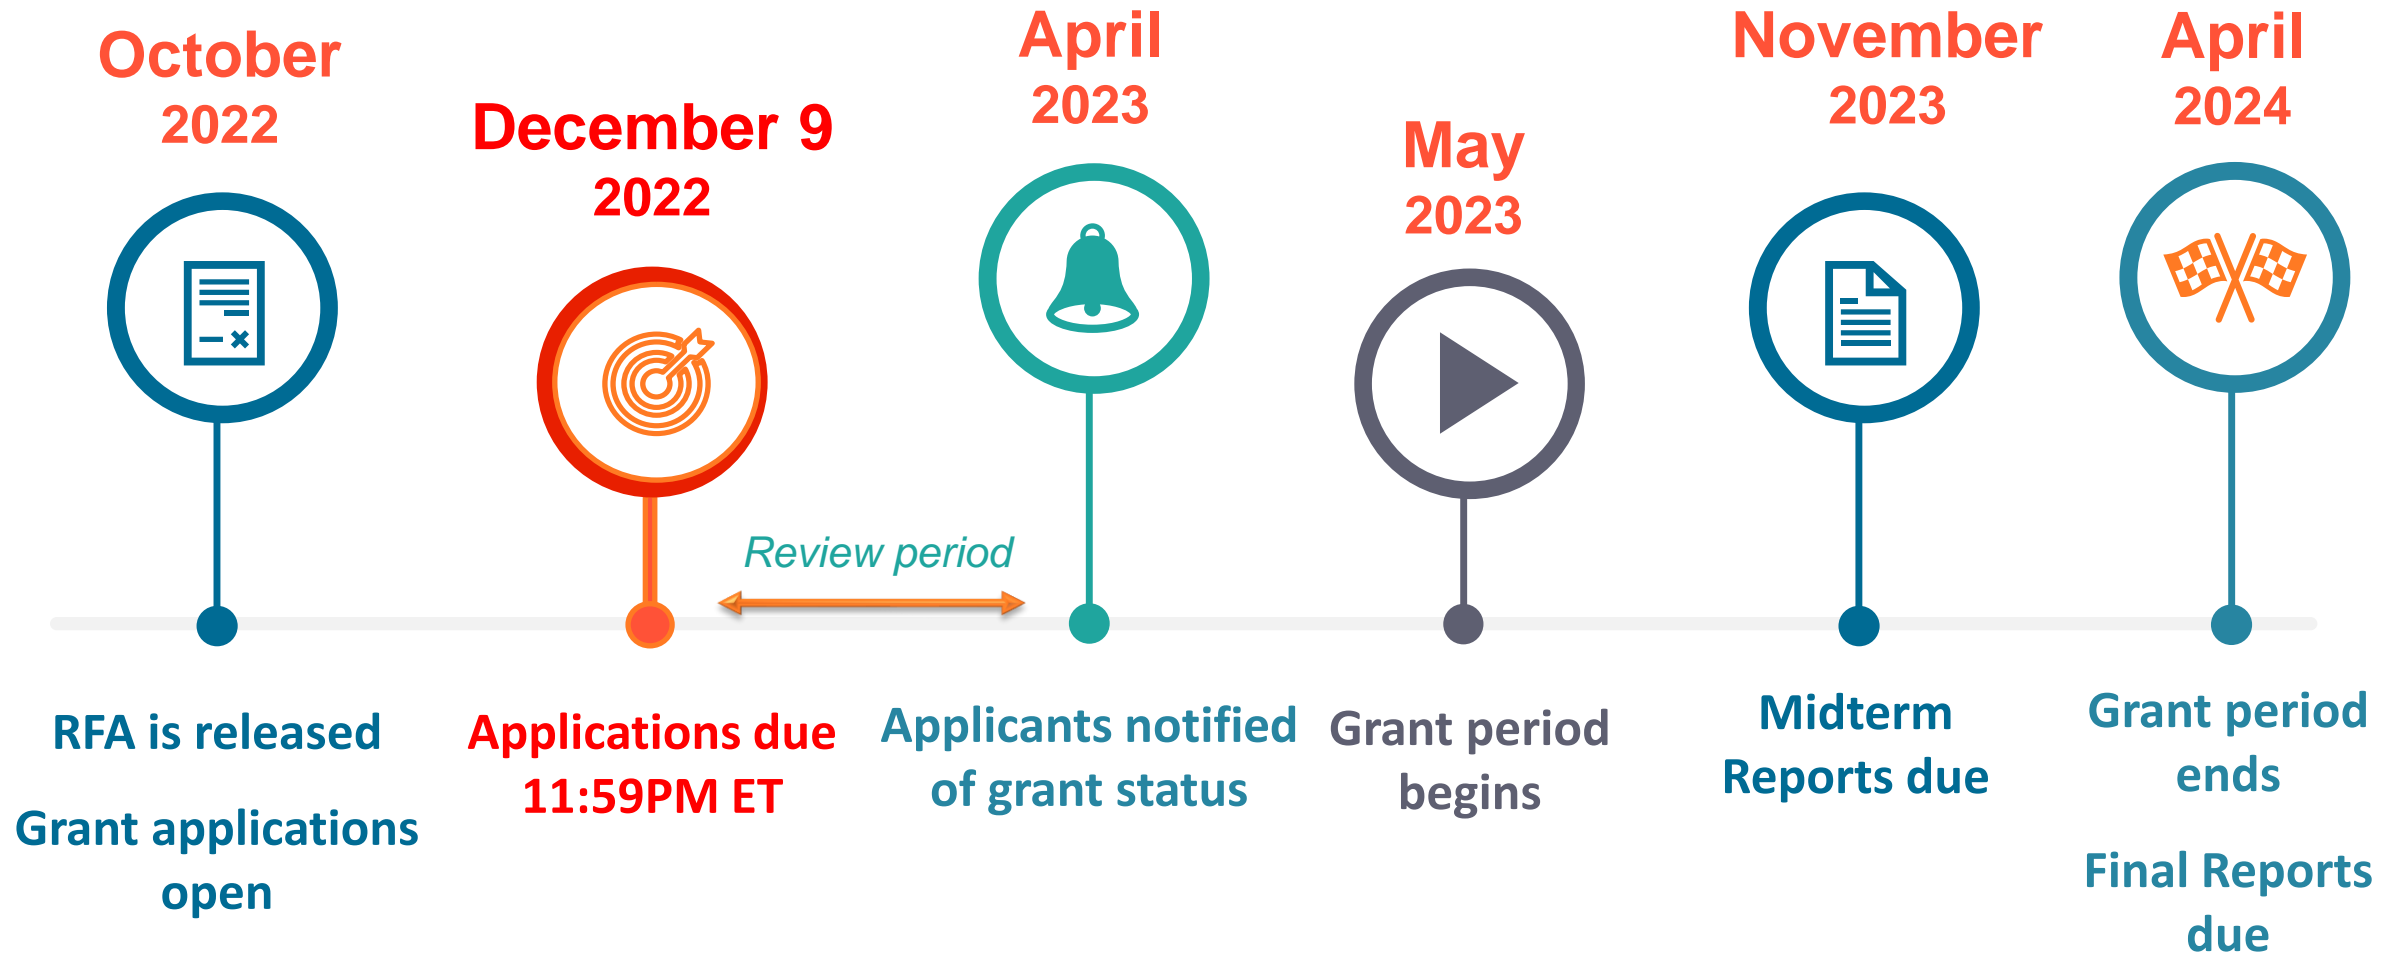 October
2022
RFA is released
Grant applications
open
December 9
2022
Applications due
11:59PM ET
Review period
April
2023
Applicants notified
of grant status
May
2023
Grant period
begins
November
2023
Midterm
Reports due
April
2024
Grant period
ends
Final Reports
due